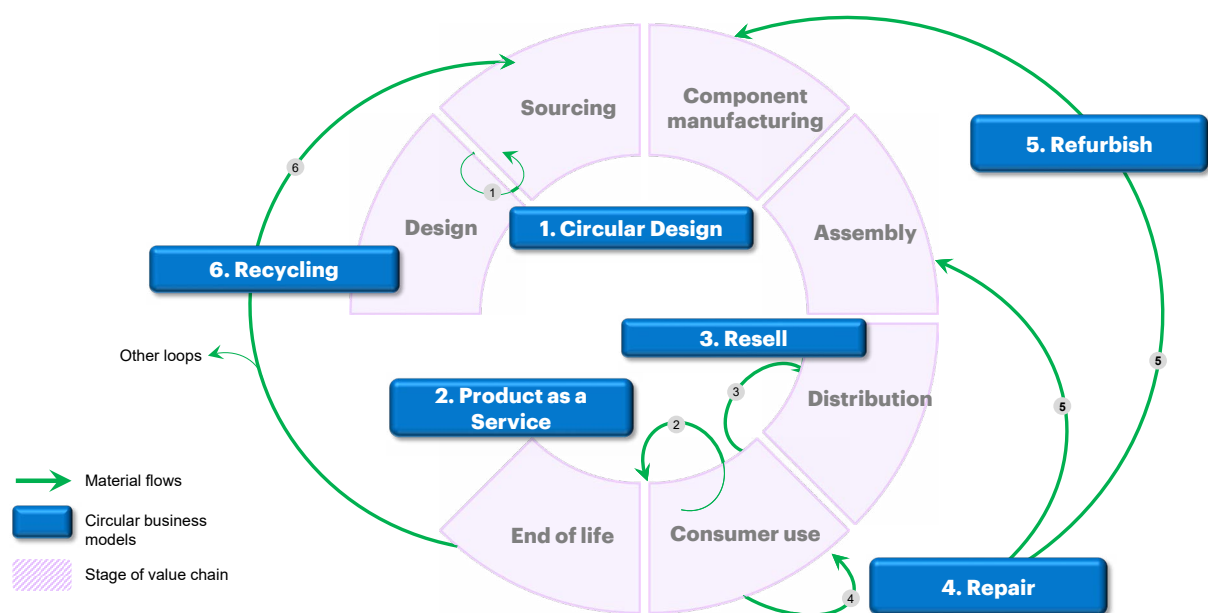 Sourcing
Component
manufacturing
5. Refurbish
6
1
Design
1. Circular Design
Assembly
6. Recycling
3. Resell
Other loops
2. Product as a
Service
3
5
5
Distribution
2
Material flows
Circular business
models
Stage of value chain
End of life
Consumer use
4. Repair
4